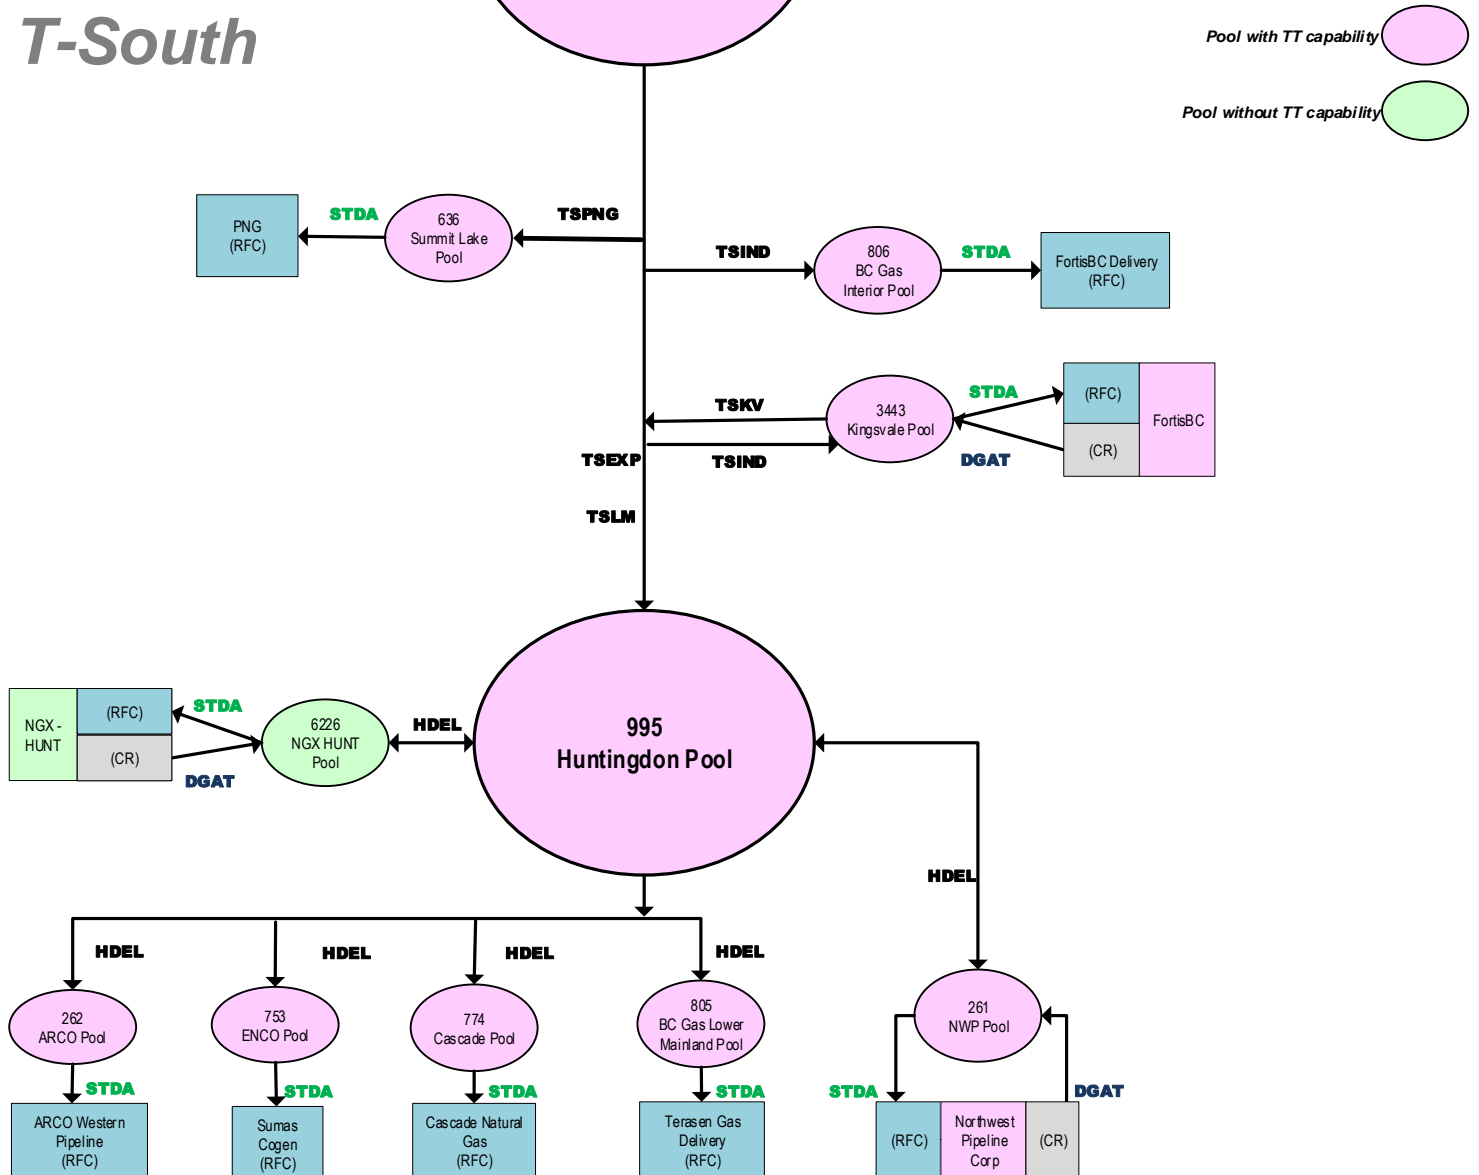 T-South
Pool with TT capability
Pool without TT capability
PNG
(RFC)
STDA
636
Summit Lake
Pool
TSPNG
TSIND
806
BC Gas
Interior Pool
STDA
FortisBC Delivery
(RFC)
TSKV
TSEXP
TSIND
3443
Kingsvale Pool
STDA
DGAT
(RFC)
(CR)
FortisBC
TSLM
NGX -
HUNT
(RFC)
(CR)
STDA
DGAT
6226
NGX HUNT
Pool
HDEL
995
Huntingdon Pool
HDEL
HDEL
HDEL
HDEL
HDEL
262
ARCO Pool
753
ENCO Pool
774
Cascade Pool
805
BC Gas Lower
Mainland Pool
261
NWP Pool
STDA
STDA
STDA
STDA
STDA
DGAT
ARCO Western
Pipeline
(RFC)
Sumas
Cogen
(RFC)
Cascade Natural
Gas
(RFC)
Terasen Gas
Delivery
(RFC)
(RFC)
Northwest
Pipeline
Corp
(CR)